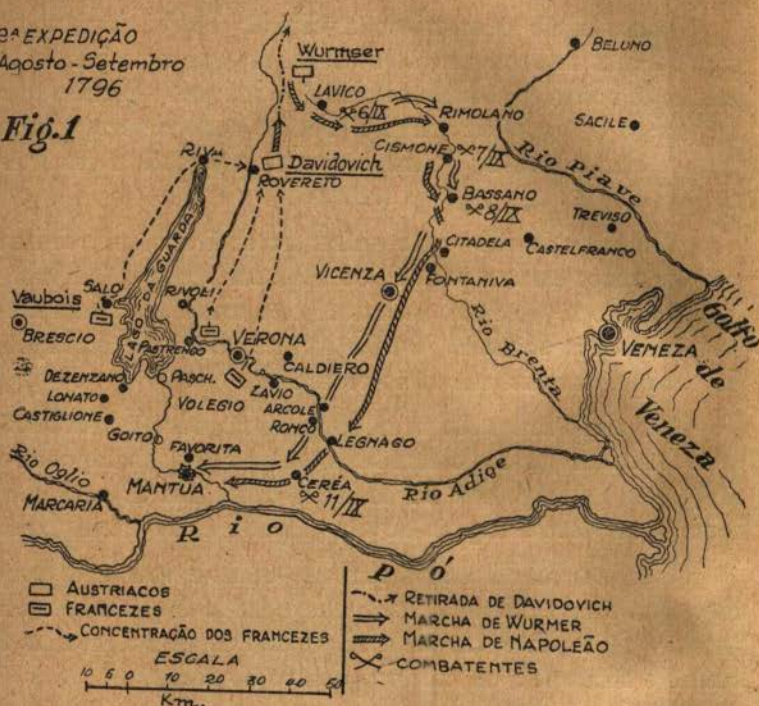 2ª EXPEDIÇÃO
Agosto - Setembro
1796
Fig.1
Wurmser
BELUNO
LAVICO
6/IX
RIMOLANO
SACILE
CISMONE 7/IX
RIVA
Davidovich
ROVERETO
Rio Piave
BASSANO
8/IX
TREVISO
CITADELA
CASTELFRANCO
FONTANIVA
LAGO DA GUARDA
VICENZA
SALO
RIVOLI
Vaubois
BRESCIO
VERONA
Rio Brenta
VENEZA
Golfo
de
Veneza
PASTRENGO
CALDIERO
DEZENZANO
PASCH.
ZAVIO
LONATO
VOLEGIO
ARCOLE
CASTIGLIONE
RONCO
GOITO
FAVORITA
LEGNAGO
Rio Oglio
MANTUA
CERÉA
11/IX
Rio Adige
MARCARIA
Rio
Pó
AUSTRIACOS
FRANCEZES
CONCENTRAÇÃO DOS FRANCEZES
ESCALA
10 5 0 10 20 30 40 50
Km.
RETIRADA DE DAVIDOVICH
MARCHA DE WURMER
MARCHA DE NAPOLEÃO
COMBATENTES